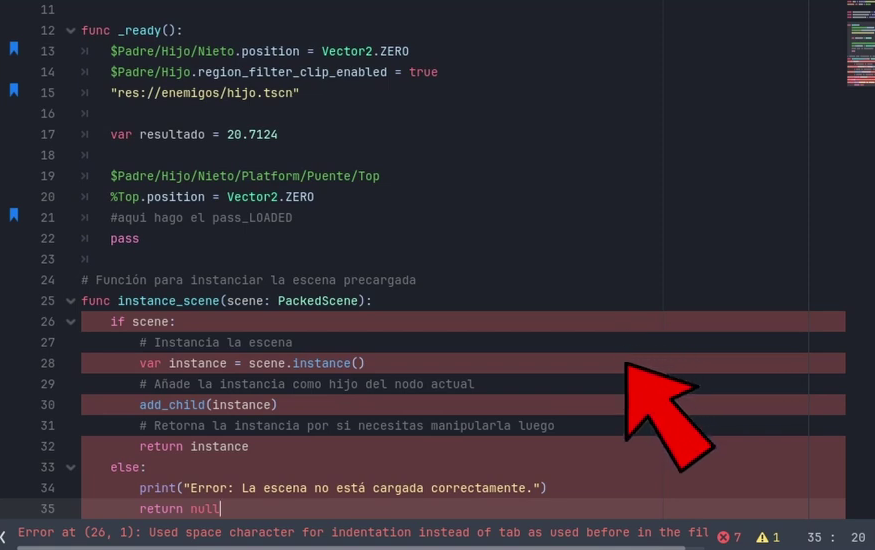 11
12 func _ready():
13 $Padre/Hijo/Nieto.position = Vector2.ZERO
14 $Padre/Hijo.region_filter_clip_enabled = true
15 "res://enemigos/hijo.tscn"
16
17 var resultado = 20.7124
18
19 $Padre/Hijo/Nieto/Platform/Puente/Top
20 %Top.position = Vector2.ZERO
21 #aqui hago el pass_LOADED
22 pass
23
24 # Función para instanciar la escena precargada
25 func instance_scene(scene: PackedScene):
26 if scene:
27 # Instancia la escena
28 var instance = scene.instance()
29 # Añade la instancia como hijo del nodo actual
30 add_child(instance)
31 # Retorna la instancia por si necesitas manipularla luego
32 return instance
33 else:
34 print("Error: La escena no está cargada correctamente.")
35 return null
Error at (26, 1): Used space character for indentation instead of tab as used before in the fil 7 1 35 : 20